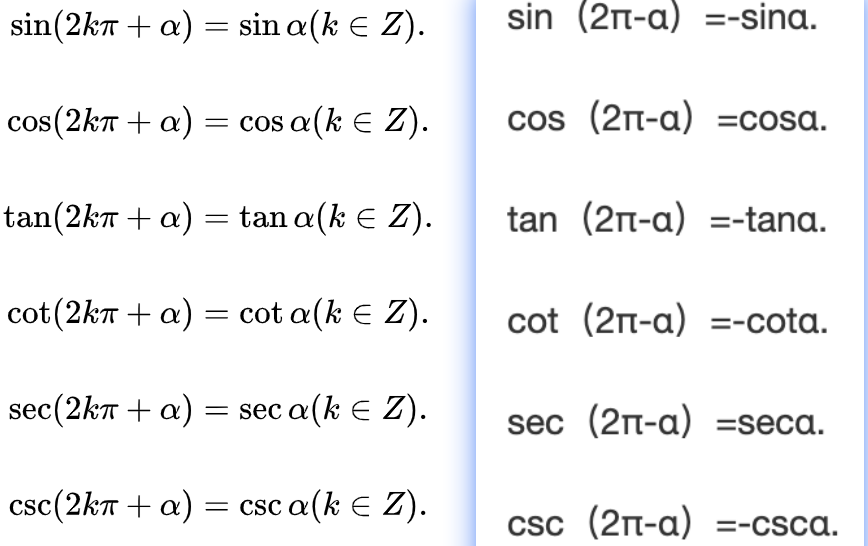 sin(2kπ + α) = sin α(k ∈ Z).
cos(2kπ + α) = cos α(k ∈ Z).
tan(2kπ + α) = tan α(k ∈ Z).
cot(2kπ + α) = cot α(k ∈ Z).
sec(2kπ + α) = sec α(k ∈ Z).
csc(2kπ + α) = csc α(k ∈ Z).
sin (2π-α) =-sinα.
cos (2π-α) =cosα.
tan (2π-α) =-tanα.
cot (2π-α) =-cotα.
sec (2π-α) =secα.
csc (2π-α) =-cscα.